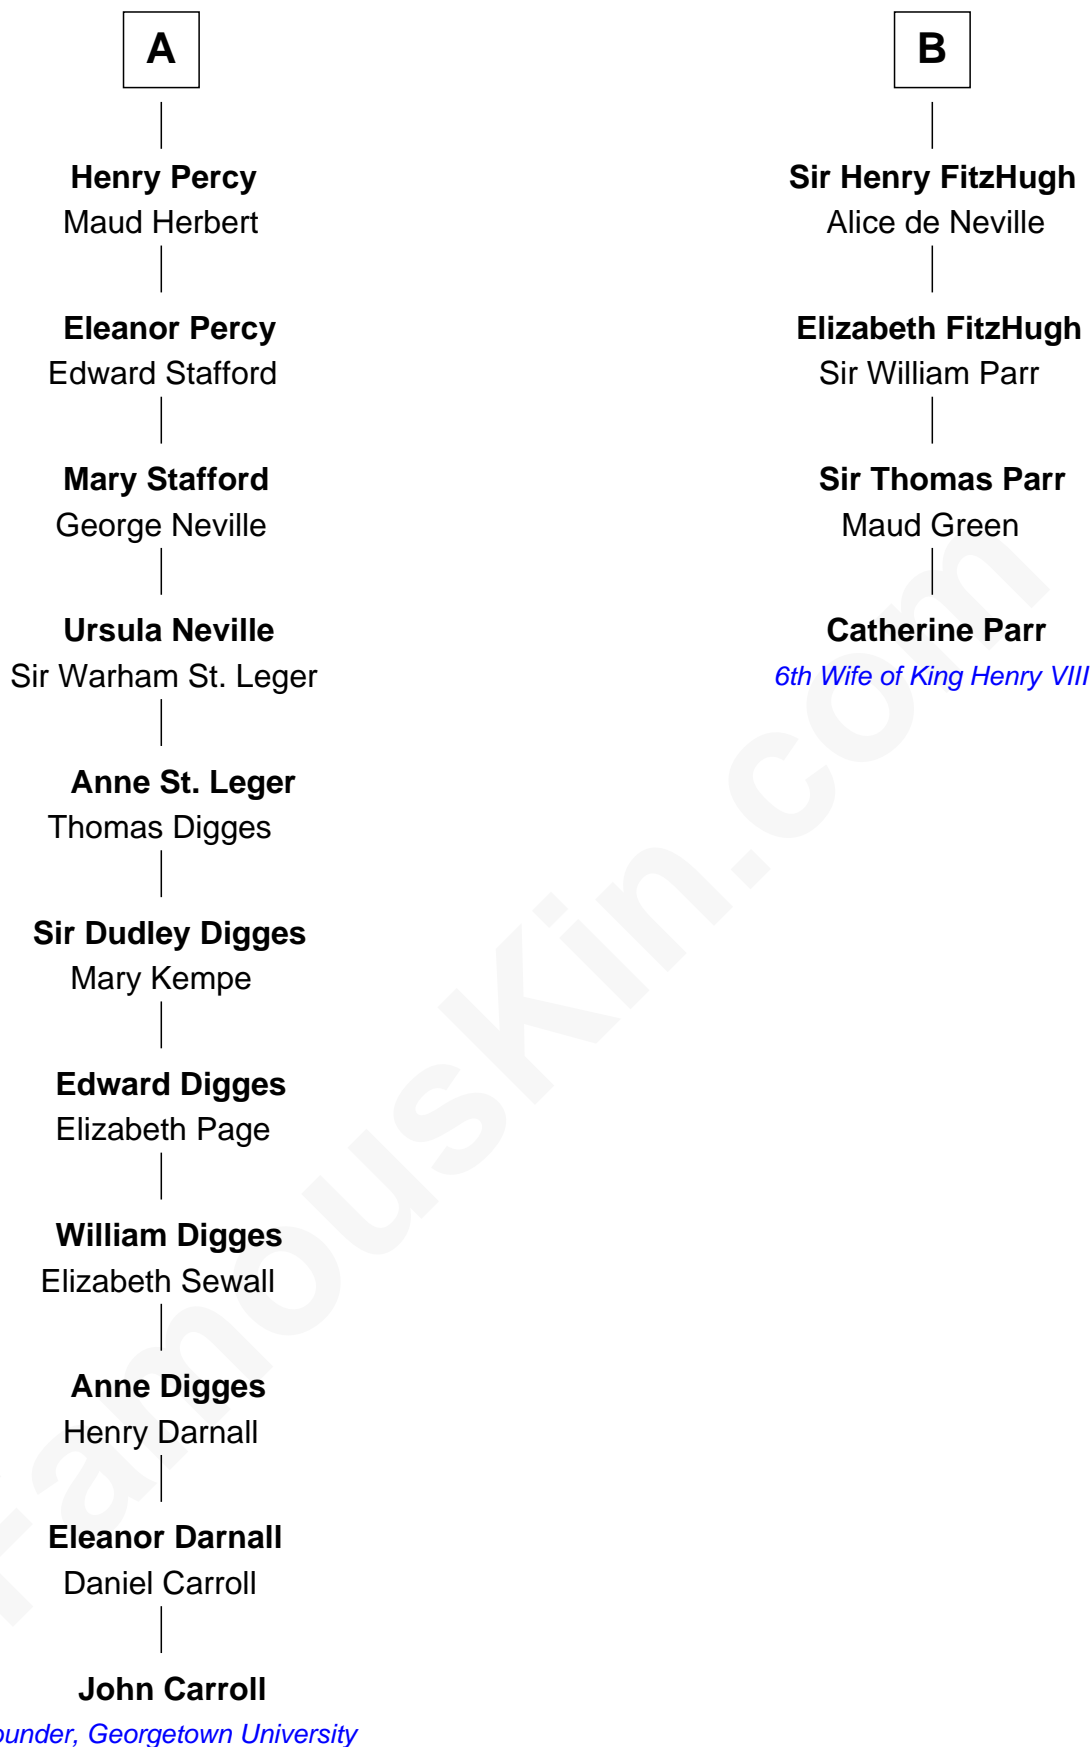 A
Henry Percy
Maud Herbert
Eleanor Percy
Edward Stafford
Mary Stafford
George Neville
Ursula Neville
Sir Warham St. Leger
Anne St. Leger
Thomas Digges
Sir Dudley Digges
Mary Kempe
Edward Digges
Elizabeth Page
William Digges
Elizabeth Sewall
Anne Digges
Henry Darnall
Eleanor Darnall
Daniel Carroll
John Carroll
ounder, Georgetown University
B
Sir Henry FitzHugh
Alice de Neville
Elizabeth FitzHugh
Sir William Parr
Sir Thomas Parr
Maud Green
Catherine Parr
6th Wife of King Henry VIII
FamousKin.com